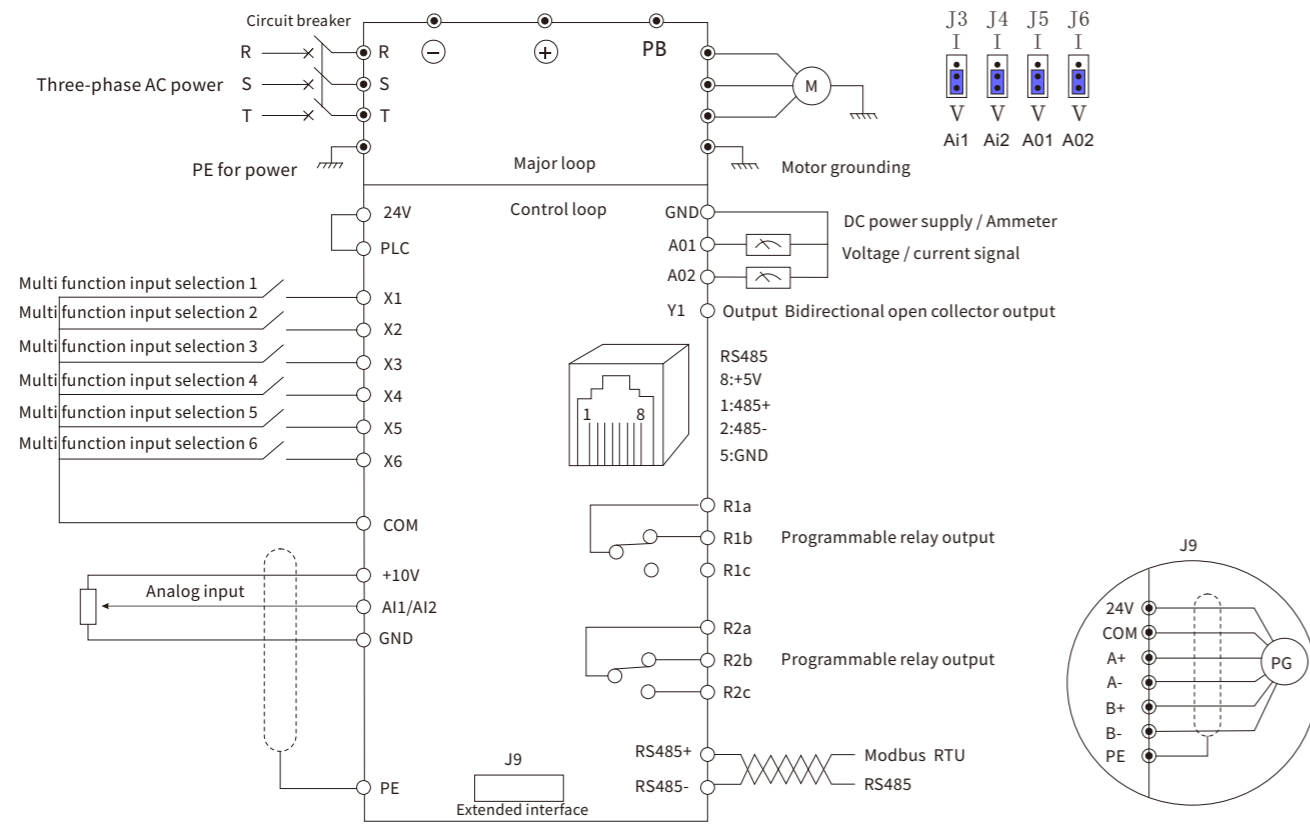 Circuit breaker
R
R
S
S
T
T
Three-phase AC power
PE for power
−
+
PB
M
Major loop
Motor grounding
J3 J4 J5 J6
I I I I
V V V V
Ai1 Ai2 A01 A02
Control loop
24V
PLC
Multi function input selection 1
X1
Multi function input selection 2
X2
Multi function input selection 3
X3
Multi function input selection 4
X4
Multi function input selection 5
X5
Multi function input selection 6
X6
COM
+10V
Analog input
AI1/AI2
GND
PE
GND
DC power supply / Ammeter
A01
Voltage / current signal
A02
Y1
Output Bidirectional open collector output
1 8
RS485
8:+5V
1:485+
2:485-
5:GND
R1a
R1b
Programmable relay output
R1c
R2a
R2b
Programmable relay output
R2c
RS485+
Modbus RTU
RS485-
RS485
J9
Extended interface
J9
24V
COM
A+
A-
B+
B-
PE
PG